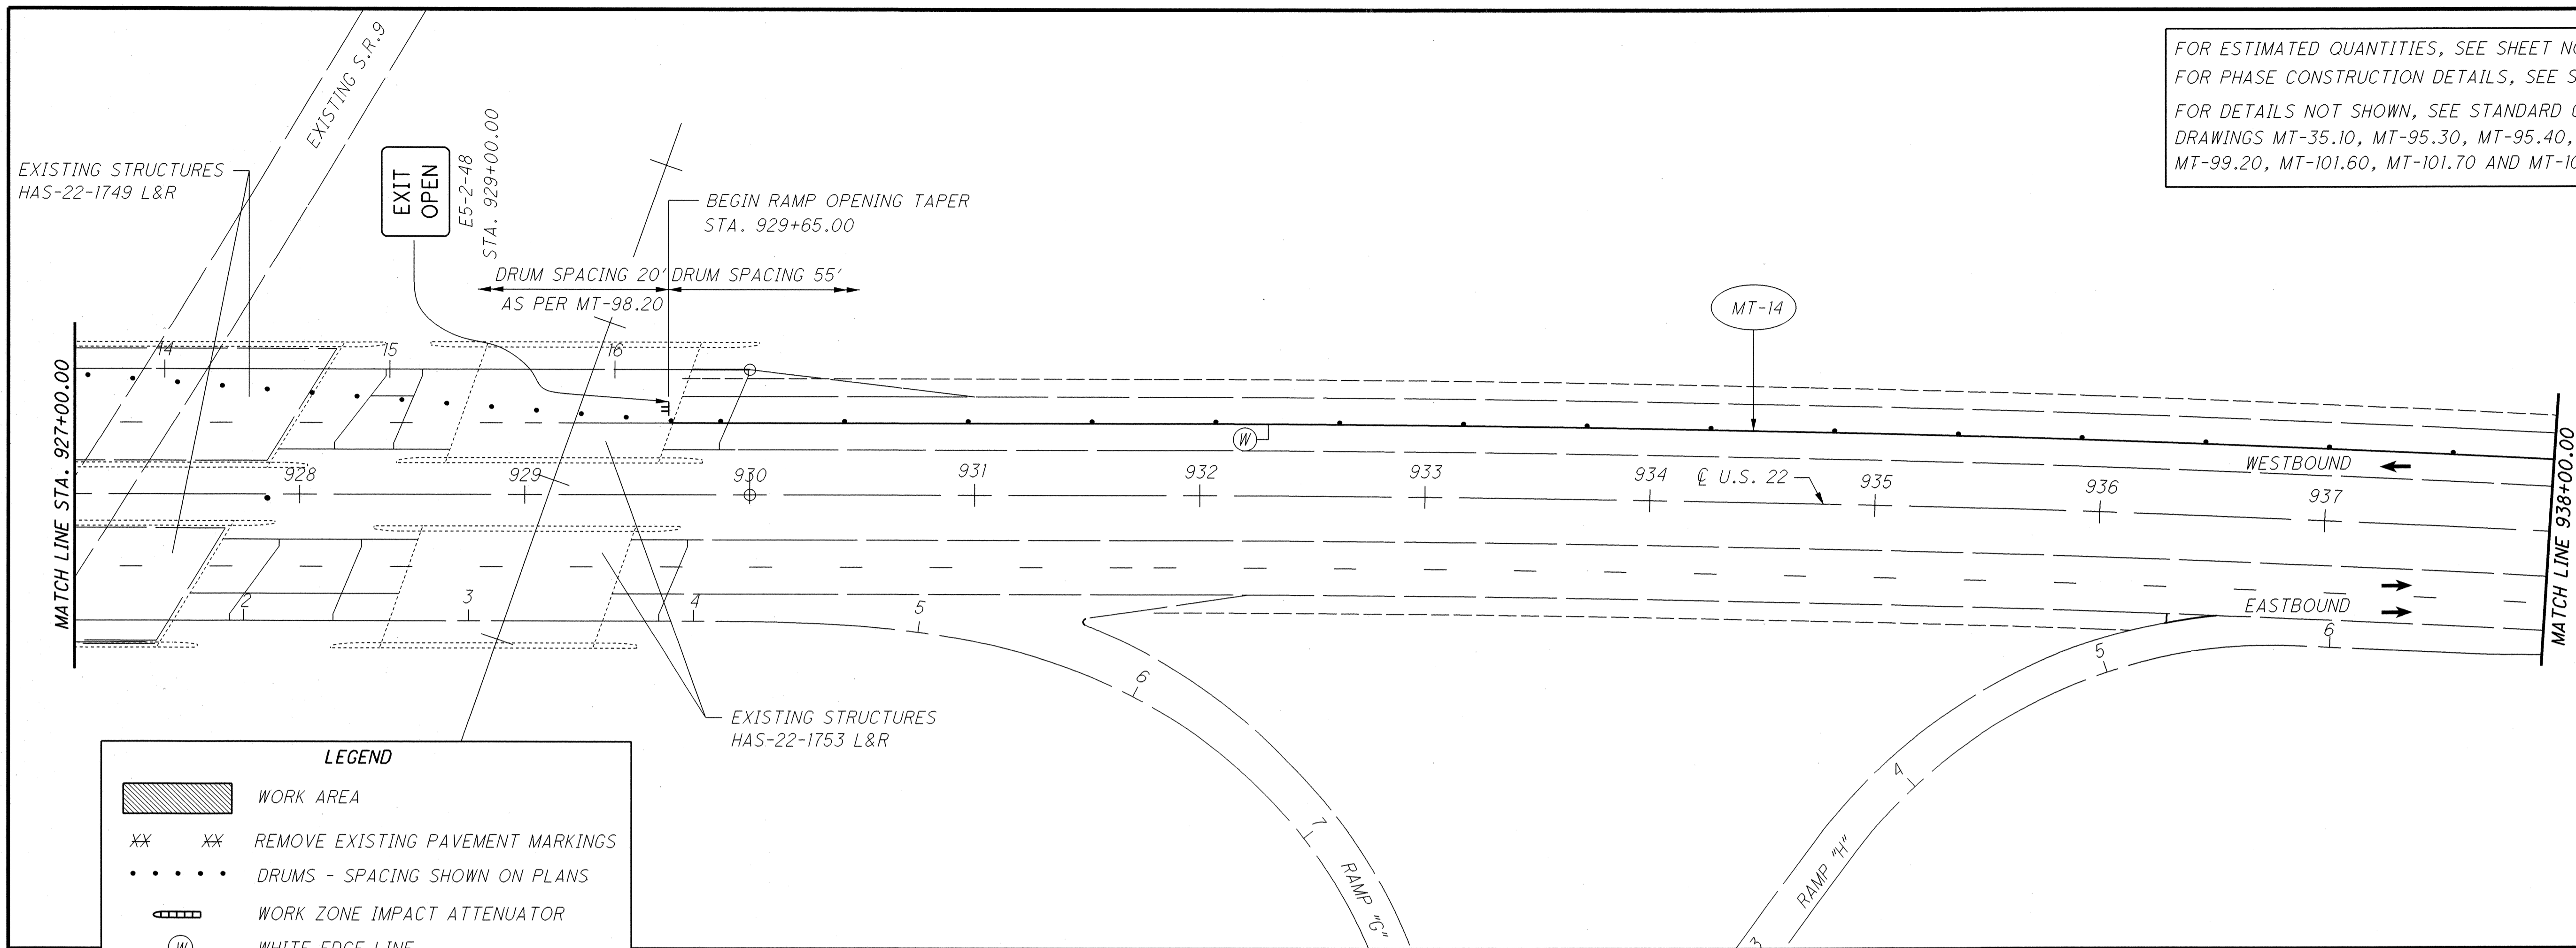 FOR ESTIMATED QUANTITIES, SEE SHEET
FOR PHASE CONSTRUCTION DETAILS, SEE
FOR DETAILS NOT SHOWN, SEE STANDARD
DRAWINGS MT-35.10, MT-95.30, MT-95.40,
MT-99.20, MT-101.60, MT-101.70 AND
EXISTING S.R.9
EXISTING STRUCTURES
HAS-22-1749 L&R
EXIT
OPEN
E5-2-48
STA. 929+00.00
BEGIN RAMP OPENING TAPER
STA. 929+65.00
DRUM SPACING 20' DRUM SPACING 55'
AS PER MT-98.20
MT-14
MATCH LINE STA. 927+00.00
14 15 16
W
928 929 930 931 932 933 934 ℄ U.S. 22 935 936 937
WESTBOUND
MATCH LINE 938+00.00
EASTBOUND
2 3 4 5 6 7
RAMP "G"
3 4 5 6
RAMP "H"
EXISTING STRUCTURES
HAS-22-1753 L&R
LEGEND
WORK AREA
XX XX REMOVE EXISTING PAVEMENT MARKINGS
DRUMS - SPACING SHOWN ON PLANS
WORK ZONE IMPACT ATTENUATOR
W WHITE EDGE LINE